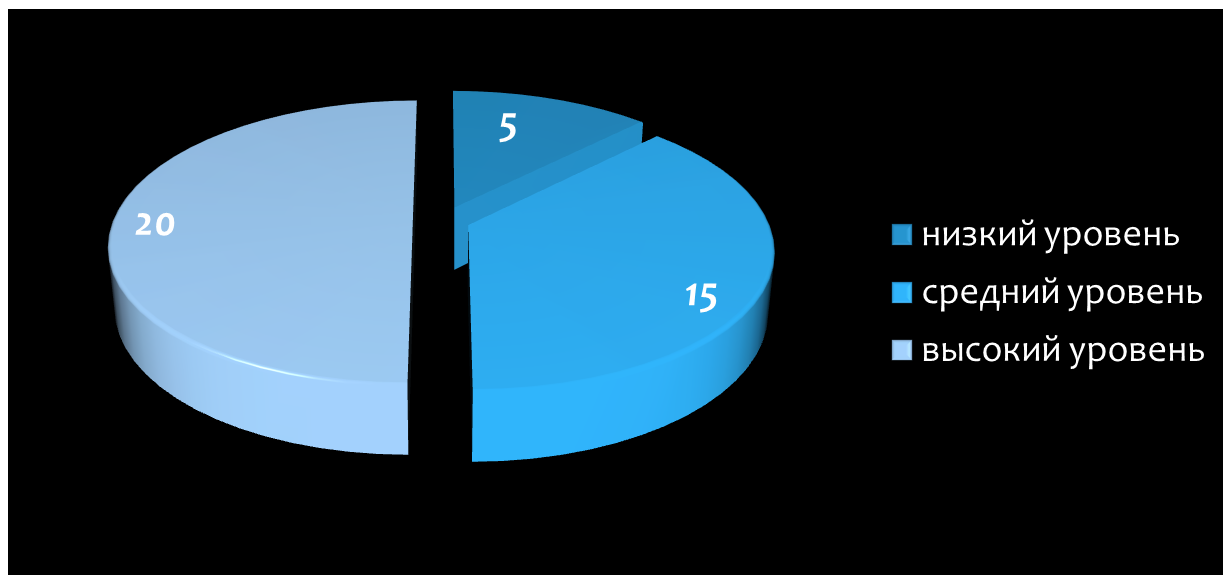 5
20
15
низкий уровень
средний уровень
высокий уровень